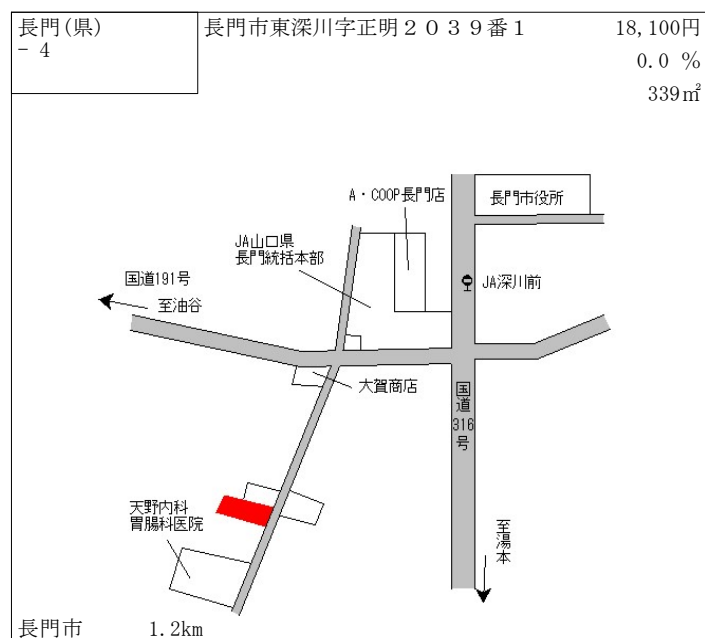 長門(県)
－4
長門市東深川字正明２０３９番１
18,100円
0.0 %
339㎡
A・COOP長門店
長門市役所
JA山口県
長門統括本部
国道191号
至油谷
JA深川前
大賀商店
国道316号
天野内科
胃腸科医院
至湯本
長門市 1.2km